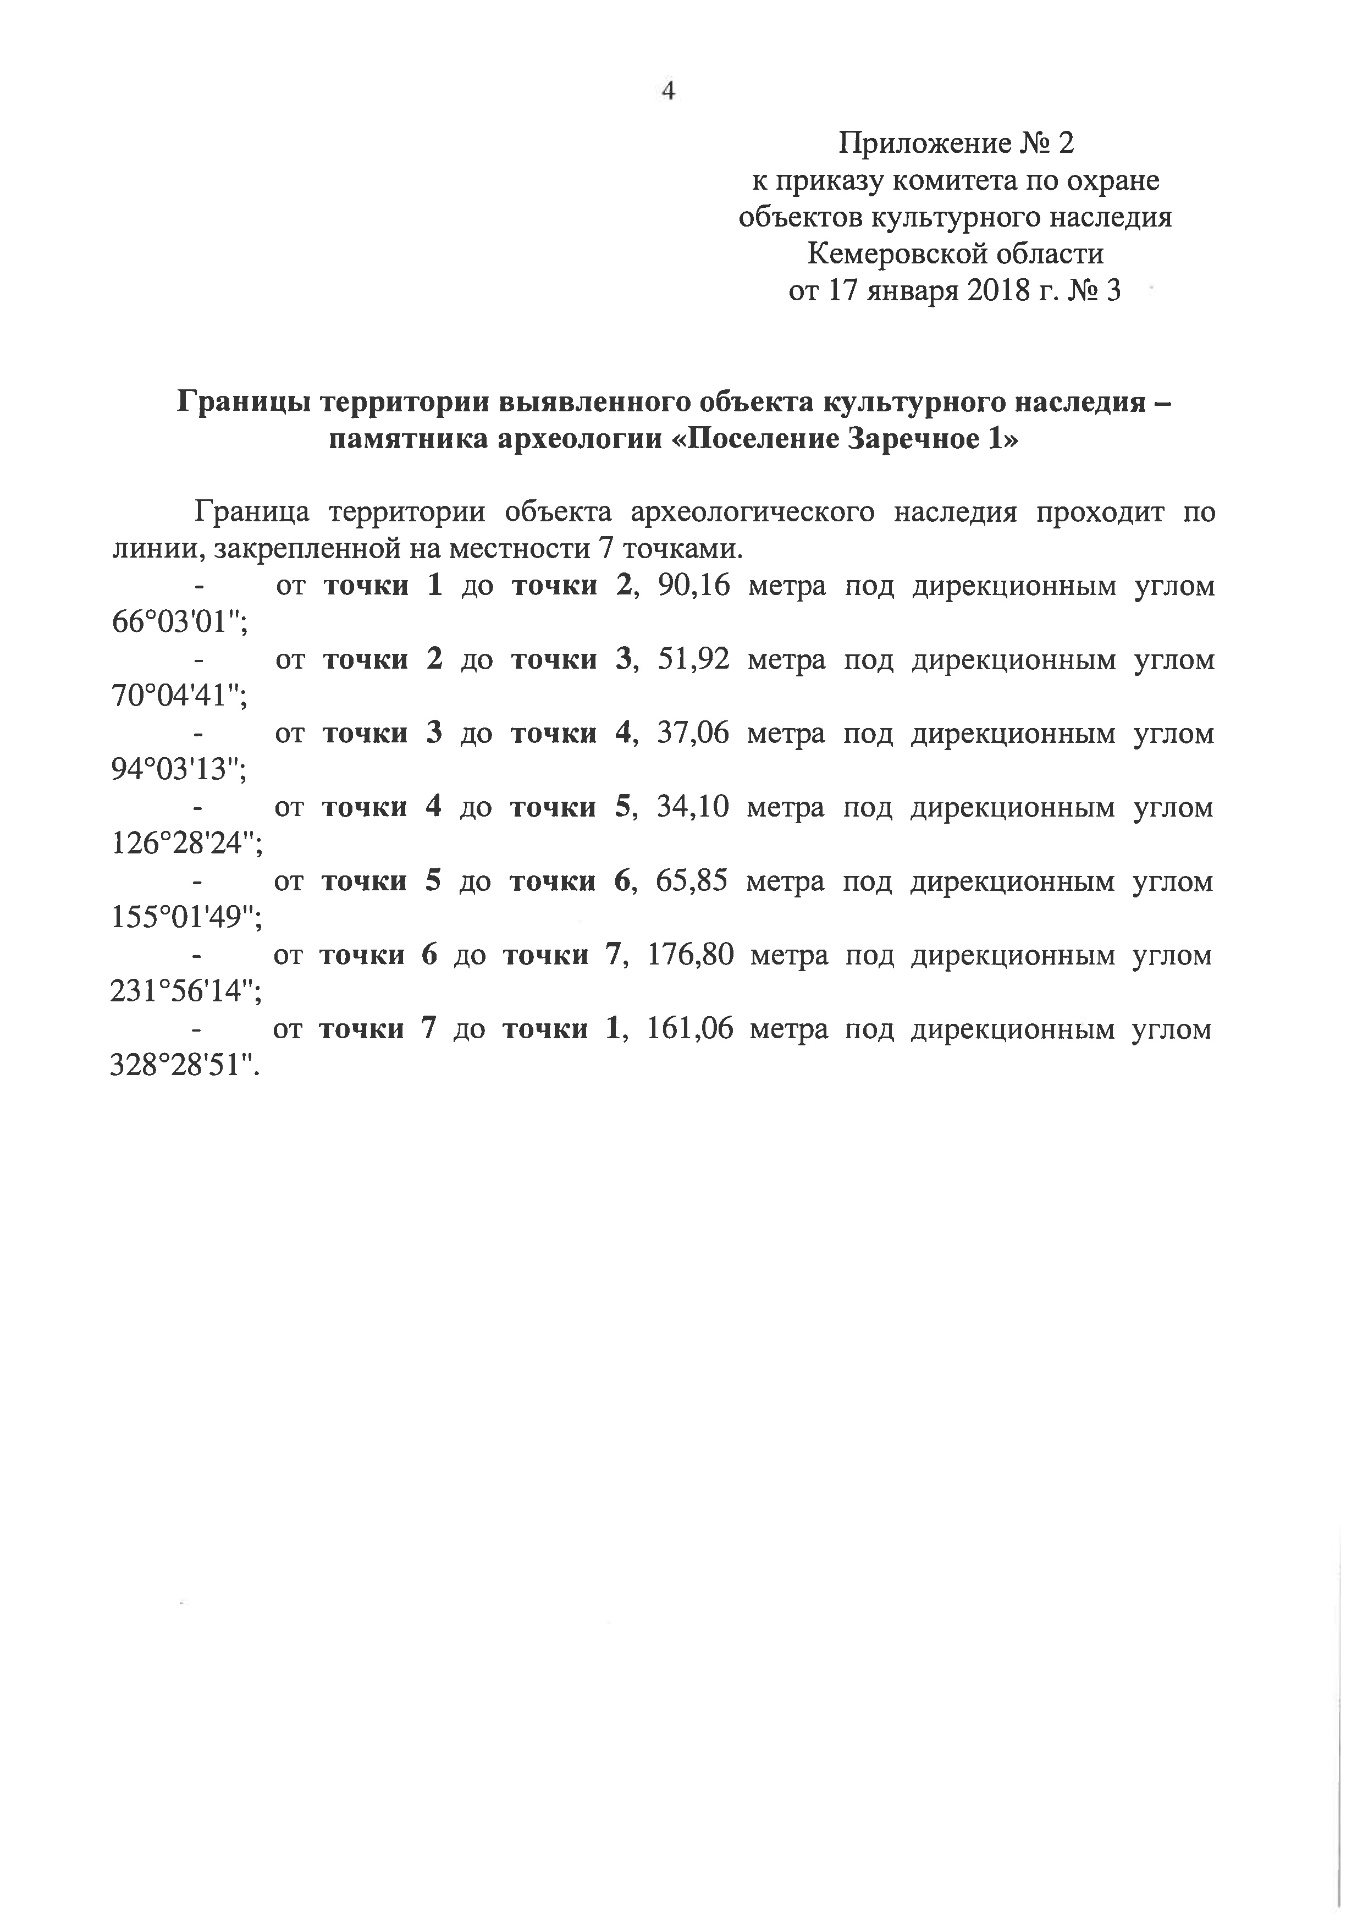 4
Приложение № 2
к приказу комитета по охране
объектов культурного наследия
Кемеровской области
от 17 января 2018 г. № 3
Границы территории выявленного объекта культурного наследия –
памятника археологии «Поселение Заречное 1»
Граница территории объекта археологического наследия проходит по
линии, закрепленной на местности 7 точками.
- от точки 1 до точки 2, 90,16 метра под дирекционным углом
66°03'01";
- от точки 2 до точки 3, 51,92 метра под дирекционным углом
70°04'41";
- от точки 3 до точки 4, 37,06 метра под дирекционным углом
94°03'13";
- от точки 4 до точки 5, 34,10 метра под дирекционным углом
126°28'24";
- от точки 5 до точки 6, 65,85 метра под дирекционным углом
155°01'49";
- от точки 6 до точки 7, 176,80 метра под дирекционным углом
231°56'14";
- от точки 7 до точки 1, 161,06 метра под дирекционным углом
328°28'51".